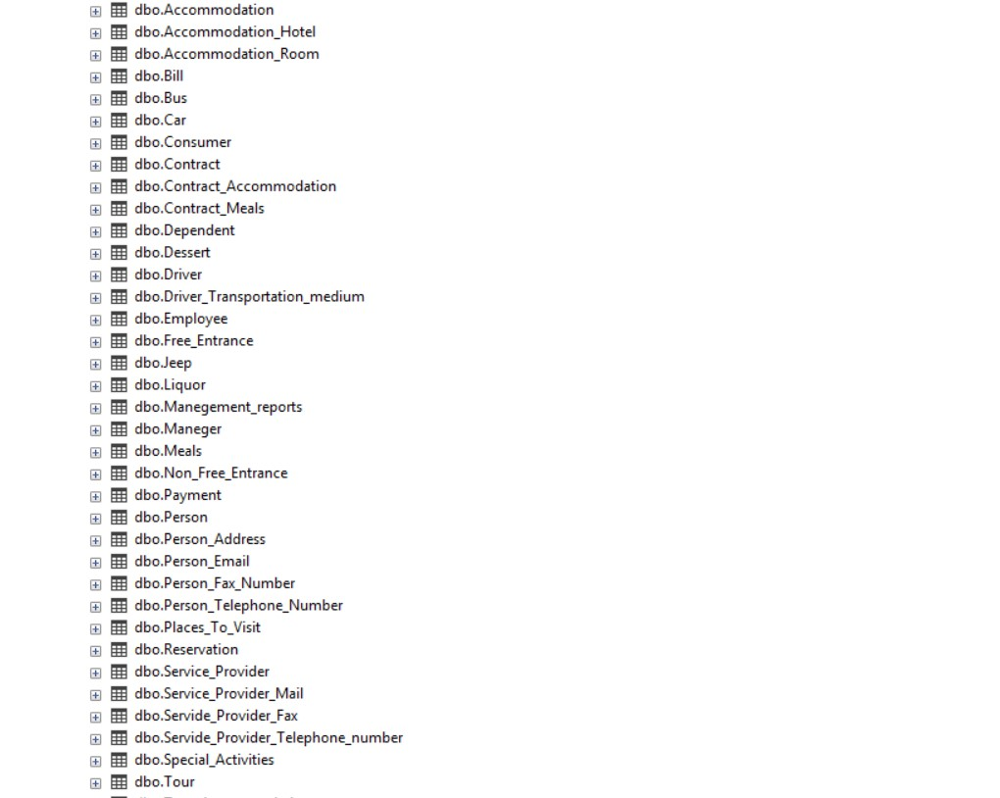 dbo.Accommodation
dbo.Accommodation_Hotel
dbo.Accommodation_Room
dbo.Bill
dbo.Bus
dbo.Car
dbo.Consumer
dbo.Contract
dbo.Contract_Accommodation
dbo.Contract_Meals
dbo.Dependent
dbo.Dessert
dbo.Driver
dbo.Driver_Transportation_medium
dbo.Employee
dbo.Free_Entrance
dbo.Jeep
dbo.Liquor
dbo.Manegement_reports
dbo.Maneger
dbo.Meals
dbo.Non_Free_Entrance
dbo.Payment
dbo.Person
dbo.Person_Address
dbo.Person_Email
dbo.Person_Fax_Number
dbo.Person_Telephone_Number
dbo.Places_To_Visit
dbo.Reservation
dbo.Service_Provider
dbo.Service_Provider_Mail
dbo.Servide_Provider_Fax
dbo.Servide_Provider_Telephone_number
dbo.Special_Activities
dbo.Tour